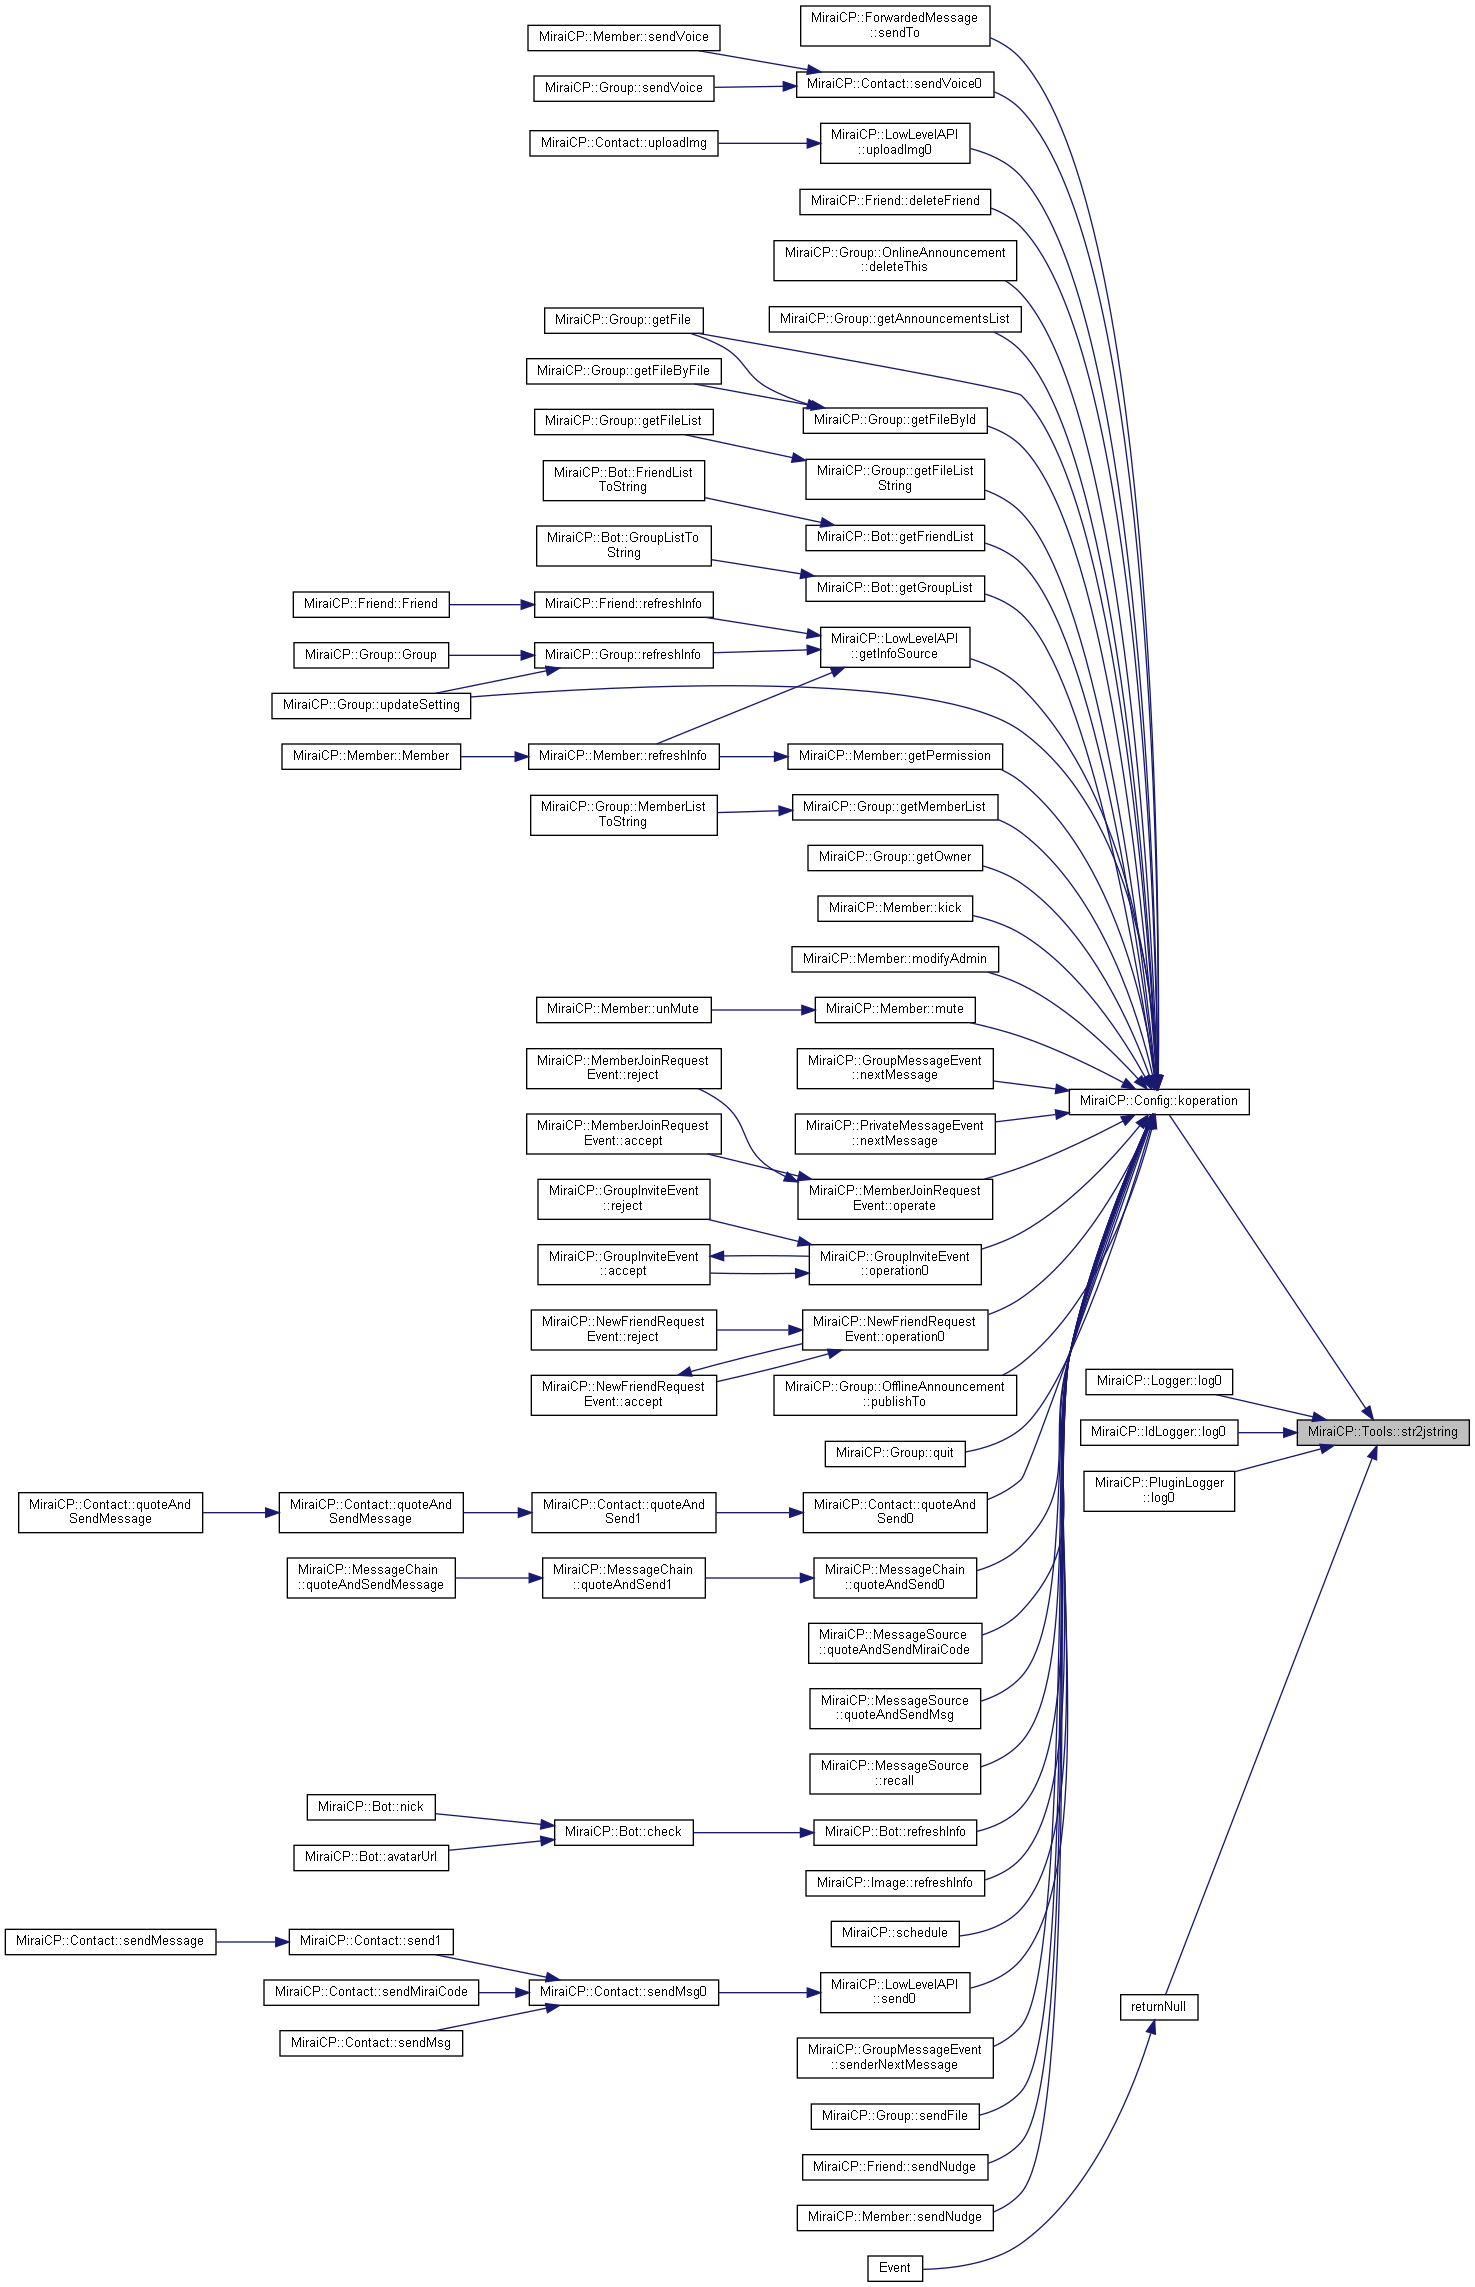 MiraiCP::ForwardedMessage
::sendTo
MiraiCP::Member::sendVoice
MiraiCP::Contact::sendVoice0
MiraiCP::Group::sendVoice
MiraiCP::LowLevelAPI
::uploadImg0
MiraiCP::Contact::uploadImg
MiraiCP::Friend::deleteFriend
MiraiCP::Group::OnlineAnnouncement
::deleteThis
MiraiCP::Group::getFile
MiraiCP::Group::getAnnouncementsList
MiraiCP::Group::getFileByFile
MiraiCP::Group::getFileById
MiraiCP::Group::getFileList
MiraiCP::Group::getFileList
String
MiraiCP::Bot::FriendList
ToString
MiraiCP::Bot::getFriendList
MiraiCP::Bot::GroupListTo
String
MiraiCP::Bot::getGroupList
MiraiCP::Friend::Friend
MiraiCP::Friend::refreshInfo
MiraiCP::LowLevelAPI
::getInfoSource
MiraiCP::Group::Group
MiraiCP::Group::refreshInfo
MiraiCP::Group::updateSetting
MiraiCP::Member::Member
MiraiCP::Member::refreshInfo
MiraiCP::Member::getPermission
MiraiCP::Group::MemberList
ToString
MiraiCP::Group::getMemberList
MiraiCP::Group::getOwner
MiraiCP::Member::kick
MiraiCP::Member::modifyAdmin
MiraiCP::Member::unMute
MiraiCP::Member::mute
MiraiCP::MemberJoinRequest
Event::reject
MiraiCP::GroupMessageEvent
::nextMessage
MiraiCP::Config::koperation
MiraiCP::MemberJoinRequest
Event::accept
MiraiCP::PrivateMessageEvent
::nextMessage
MiraiCP::GroupInviteEvent
::reject
MiraiCP::MemberJoinRequest
Event::operate
MiraiCP::GroupInviteEvent
::accept
MiraiCP::GroupInviteEvent
::operation0
MiraiCP::NewFriendRequest
Event::reject
MiraiCP::NewFriendRequest
Event::operation0
MiraiCP::NewFriendRequest
Event::accept
MiraiCP::Group::OfflineAnnouncement
::publishTo
MiraiCP::Logger::log0
MiraiCP::IdLogger::log0
MiraiCP::Tools::str2jstring
MiraiCP::Group::quit
MiraiCP::PluginLogger
::log0
MiraiCP::Contact::quoteAnd
SendMessage
MiraiCP::Contact::quoteAnd
SendMessage
MiraiCP::Contact::quoteAnd
Send1
MiraiCP::Contact::quoteAnd
Send0
MiraiCP::MessageChain
::quoteAndSendMessage
MiraiCP::MessageChain
::quoteAndSend1
MiraiCP::MessageChain
::quoteAndSend0
MiraiCP::MessageSource
::quoteAndSendMiraiCode
MiraiCP::MessageSource
::quoteAndSendMsg
MiraiCP::MessageSource
::recall
MiraiCP::Bot::nick
MiraiCP::Bot::check
MiraiCP::Bot::refreshInfo
MiraiCP::Bot::avatarUrl
MiraiCP::Image::refreshInfo
MiraiCP::schedule
MiraiCP::Contact::sendMessage
MiraiCP::Contact::send1
MiraiCP::Contact::sendMiraiCode
MiraiCP::Contact::sendMsg0
MiraiCP::LowLevelAPI
::send0
returnNull
MiraiCP::Contact::sendMsg
MiraiCP::GroupMessageEvent
::senderNextMessage
MiraiCP::Group::sendFile
MiraiCP::Friend::sendNudge
MiraiCP::Member::sendNudge
Event